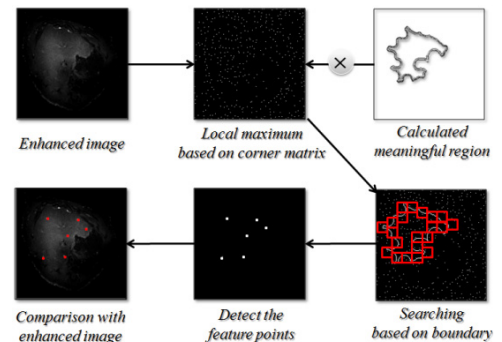 Enhanced image
Local maximum
based on corner matrix
Calculated
meaningful region
Comparison with
enhanced image
Detect the
feature points
Searching
based on boundary